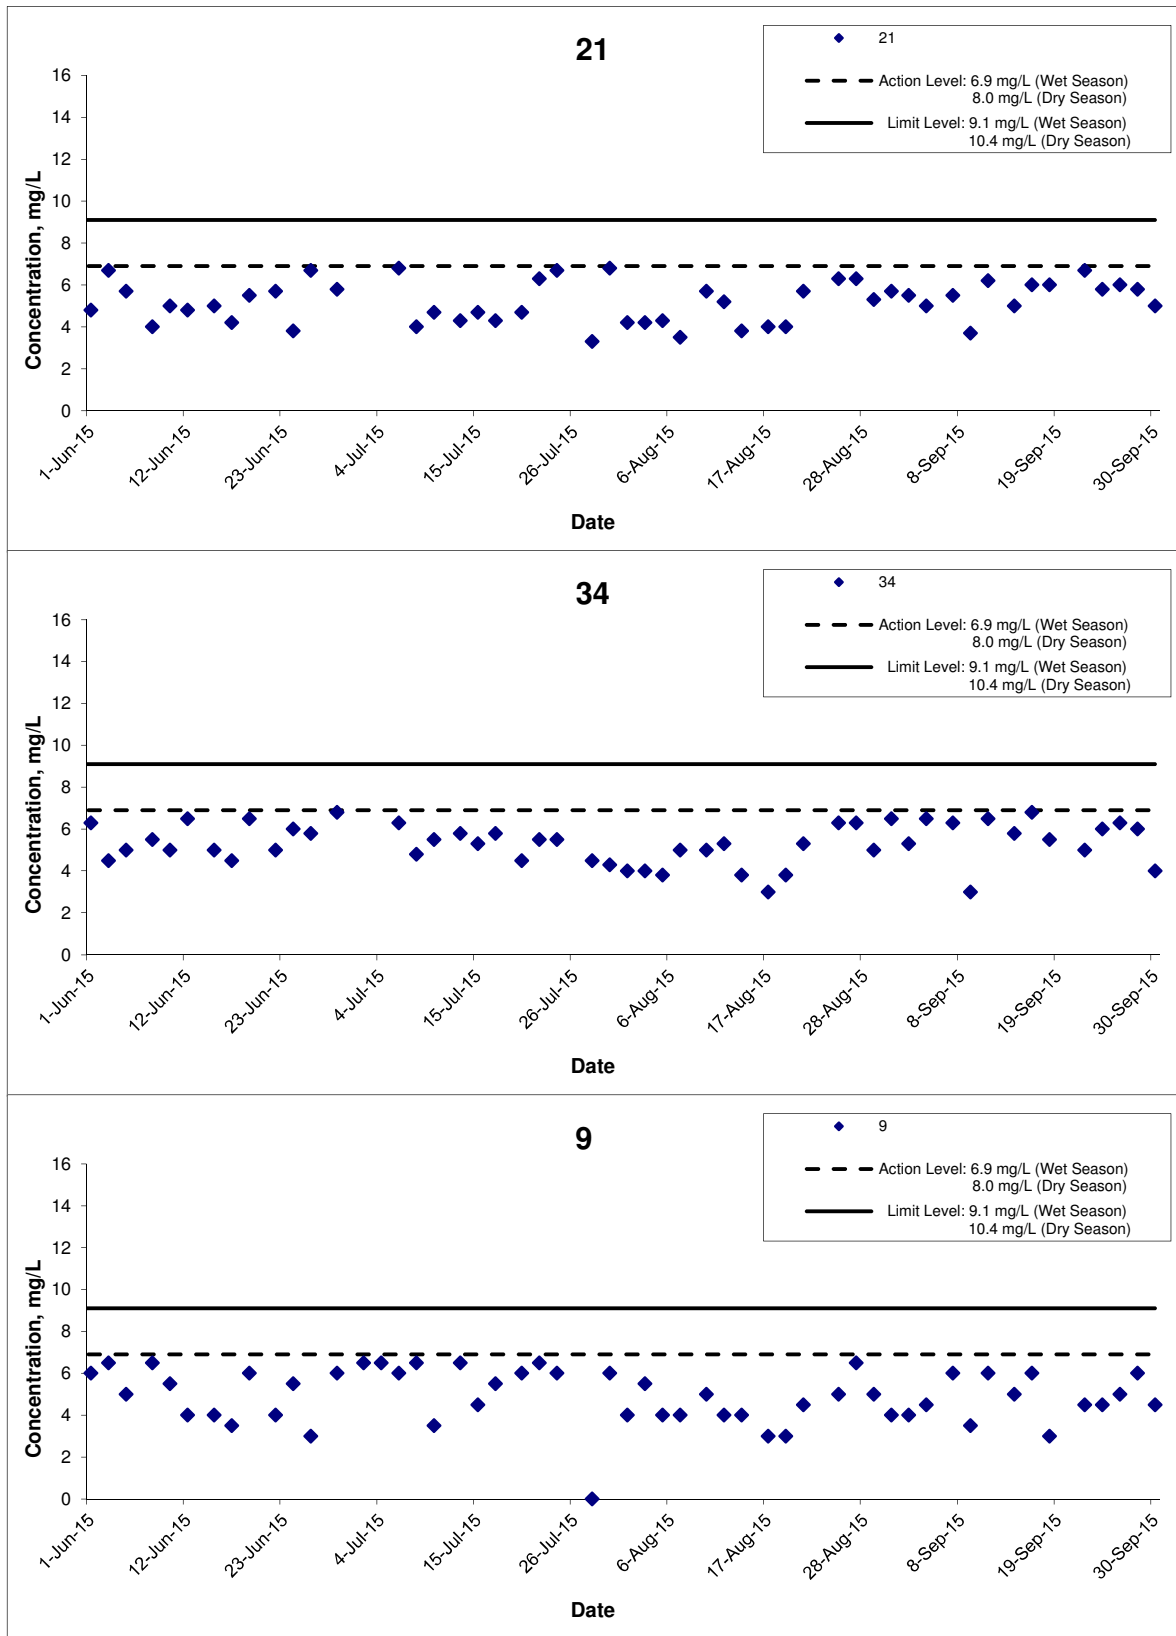 21
21
Action Level: 6.9 mg/L (Wet Season)
8.0 mg/L (Dry Season)
Limit Level: 9.1 mg/L (Wet Season)
10.4 mg/L (Dry Season)
Concentration, mg/L
16
14
12
10
8
6
4
2
0
1-Jun-15
12-Jun-15
23-Jun-15
4-Jul-15
15-Jul-15
26-Jul-15
6-Aug-15
17-Aug-15
28-Aug-15
8-Sep-15
19-Sep-15
30-Sep-15
Date
34
34
Action Level: 6.9 mg/L (Wet Season)
8.0 mg/L (Dry Season)
Limit Level: 9.1 mg/L (Wet Season)
10.4 mg/L (Dry Season)
Concentration, mg/L
16
14
12
10
8
6
4
2
0
1-Jun-15
12-Jun-15
23-Jun-15
4-Jul-15
15-Jul-15
26-Jul-15
6-Aug-15
17-Aug-15
28-Aug-15
8-Sep-15
19-Sep-15
30-Sep-15
Date
9
9
Action Level: 6.9 mg/L (Wet Season)
8.0 mg/L (Dry Season)
Limit Level: 9.1 mg/L (Wet Season)
10.4 mg/L (Dry Season)
Concentration, mg/L
16
14
12
10
8
6
4
2
0
1-Jun-15
12-Jun-15
23-Jun-15
4-Jul-15
15-Jul-15
26-Jul-15
6-Aug-15
17-Aug-15
28-Aug-15
8-Sep-15
19-Sep-15
30-Sep-15
Date